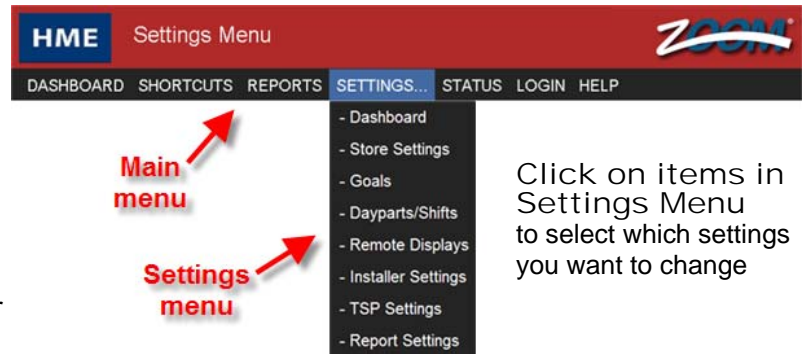 HME Settings Menu ZOOM
DASHBOARD SHORTCUTS REPORTS SETTINGS... STATUS LOGIN HELP
- Dashboard
- Store Settings
- Goals
- Dayparts/Shifts
- Remote Displays
- Installer Settings
- TSP Settings
- Report Settings
Main
menu
Settings
menu
Click on items in
Settings Menu
to select which settings
you want to change